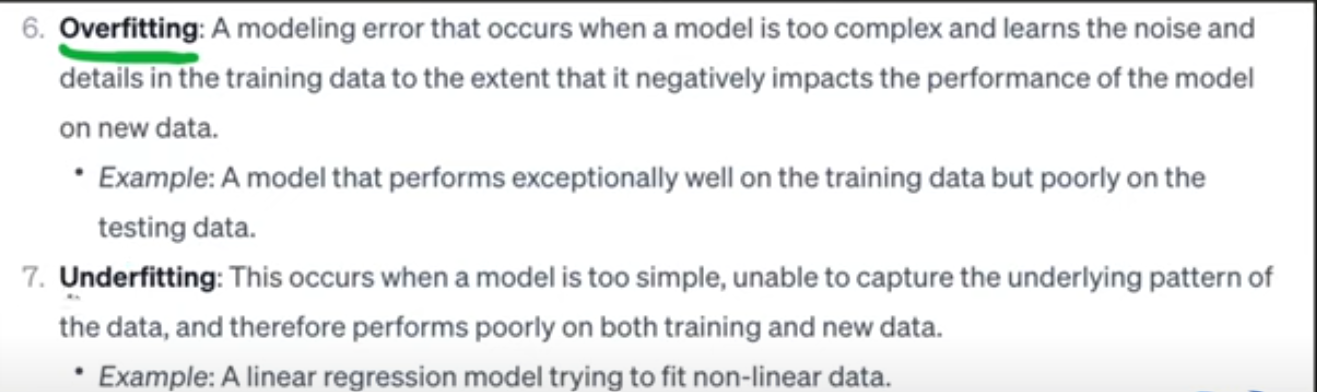 6. Overfitting: A modeling error that occurs when a model is too complex and learns the noise and
details in the training data to the extent that it negatively impacts the performance of the model
on new data.
• Example: A model that performs exceptionally well on the training data but poorly on the
testing data.
7. Underfitting: This occurs when a model is too simple, unable to capture the underlying pattern of
the data, and therefore performs poorly on both training and new data.
• Example: A linear regression model trying to fit non-linear data.